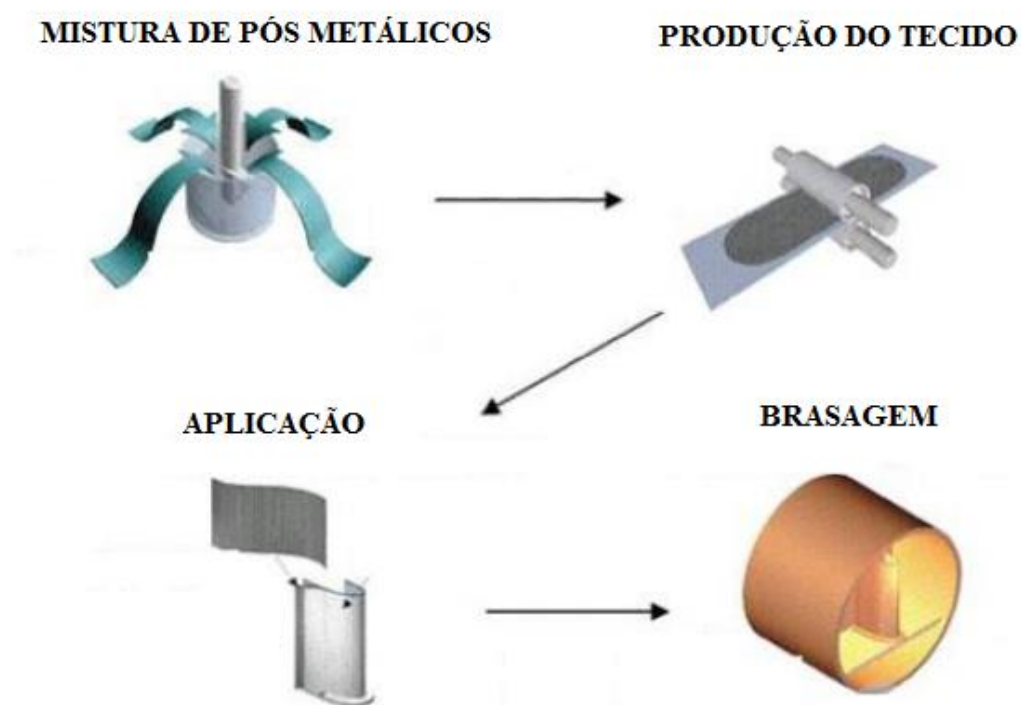 MISTURA DE PÓS METÁLICOS
PRODUÇÃO DO TECIDO
APLICAÇÃO
BRASAGEM